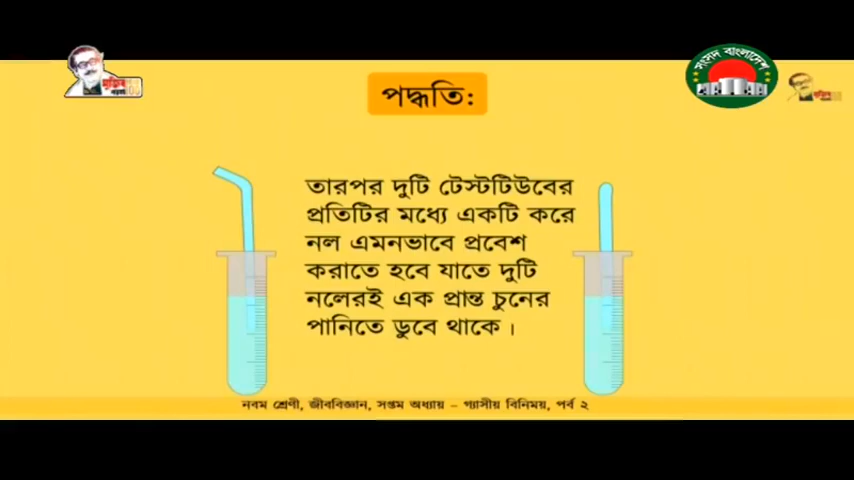 সংসদ বাংলাদেশ
পদ্ধতি:
তারপর দুটি টেস্টটিউবের
প্রতিটির মধ্যে একটি করে
নল এমনভাবে প্রবেশ
করাতে হবে যাতে দুটি
নলেরই এক প্রান্ত চুনের
পানিতে ডুবে থাকে।
নবম শ্রেণী, জীববিজ্ঞান, সপ্তম অধ্যায় – গ্যাসীয় বিনিময়, পর্ব ২